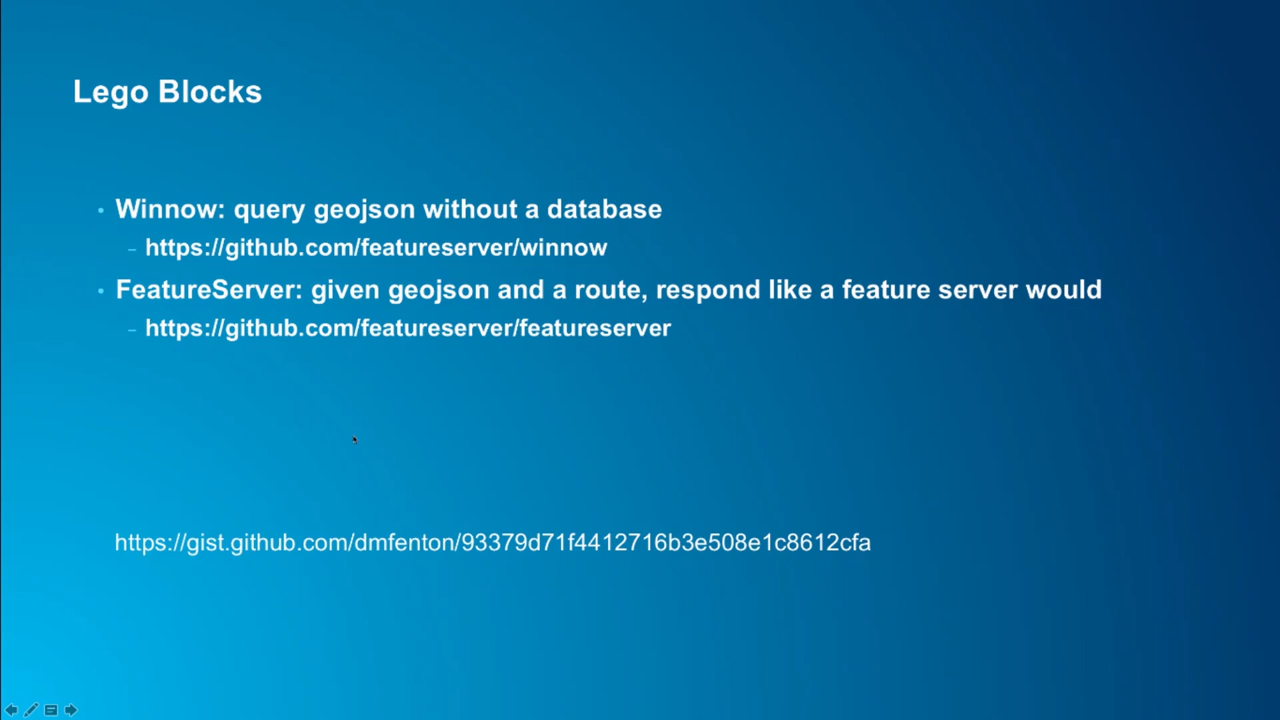 Lego Blocks
• Winnow: query geojson without a database
– https://github.com/featureserver/winnow
• FeatureServer: given geojson and a route, respond like a feature server would
– https://github.com/featureserver/featureserver
https://gist.github.com/dmfenton/93379d71f4412716b3e508e1c8612cfa